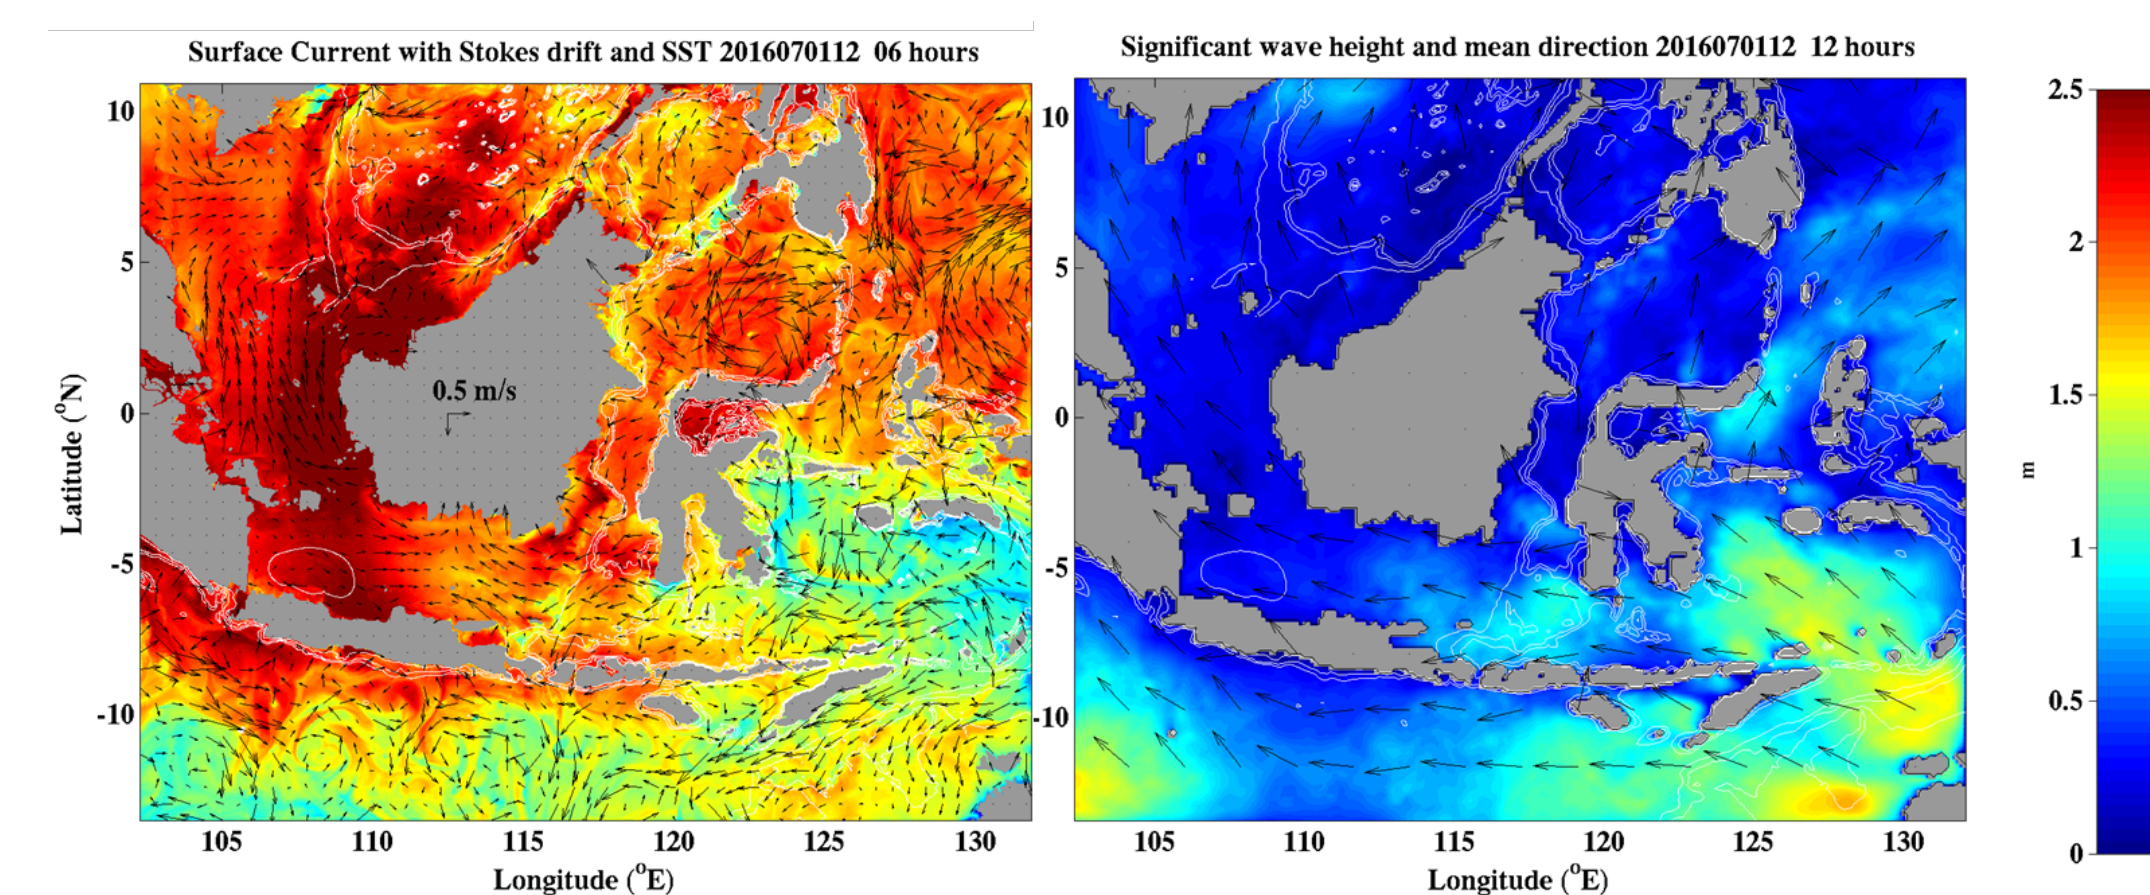 Surface Current with Stokes drift and SST 2016070112 06 hours
10
5
0
-5
-10
Latitude (°N)
0.5 m/s
105 110 115 120 125 130
Longitude (°E)
Significant wave height and mean direction 2016070112 12 hours
10
5
0
-5
-10
105 110 115 120 125 130
Longitude (°E)
2.5
2
1.5
1
0.5
0
m